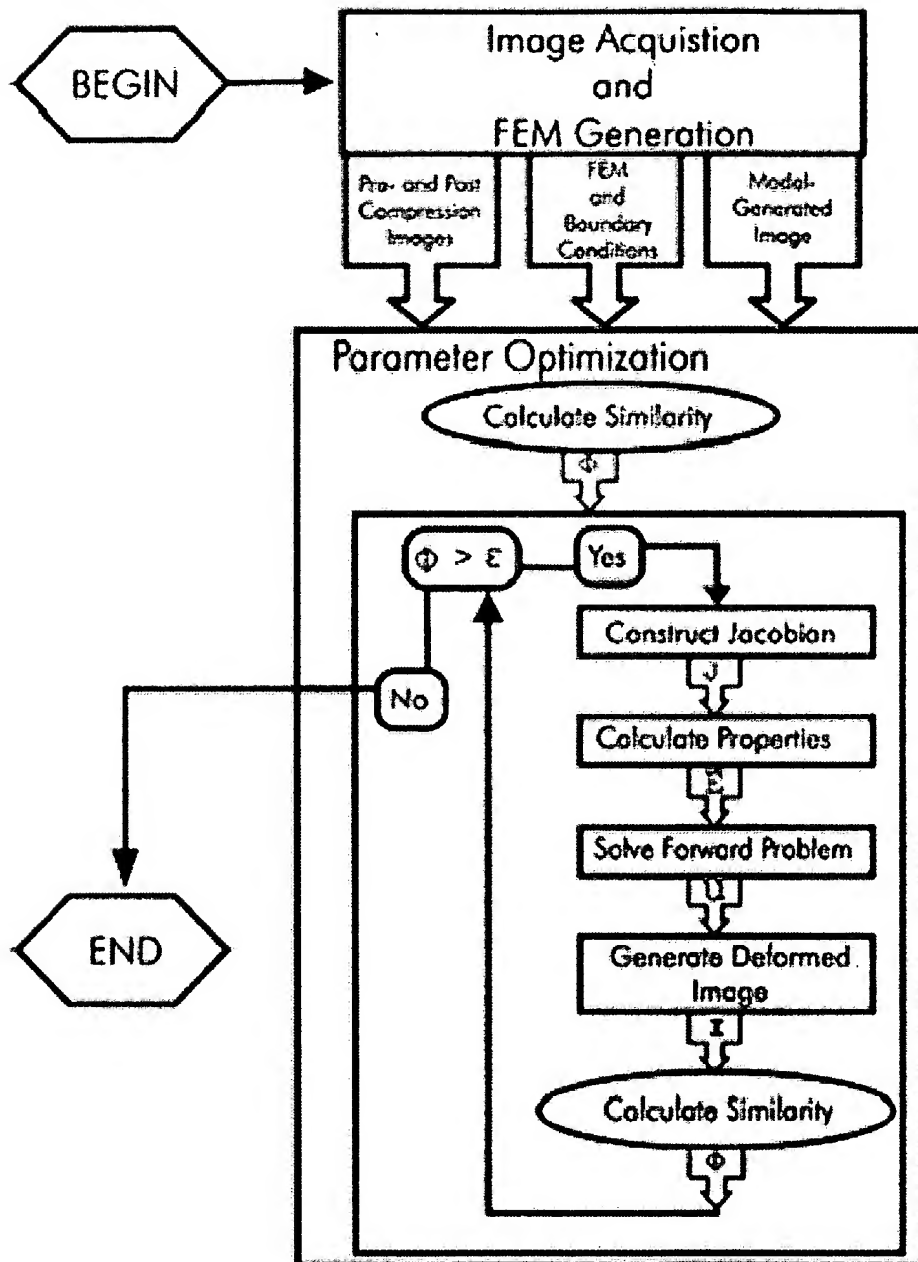 BEGIN
Image Acquistion
and
FEM Generation
Pre- and Post
Compression
Images
FEM
and
Boundary
Conditions
Model-
Generated
Image
Parameter Optimization
Calculate Similarity
Φ
Φ > ε
Yes
Construct Jacobian
J
No
Calculate Properties
E
Solve Forward Problem
U
END
Generate Deformed
Image
I
Calculate Similarity
Φ